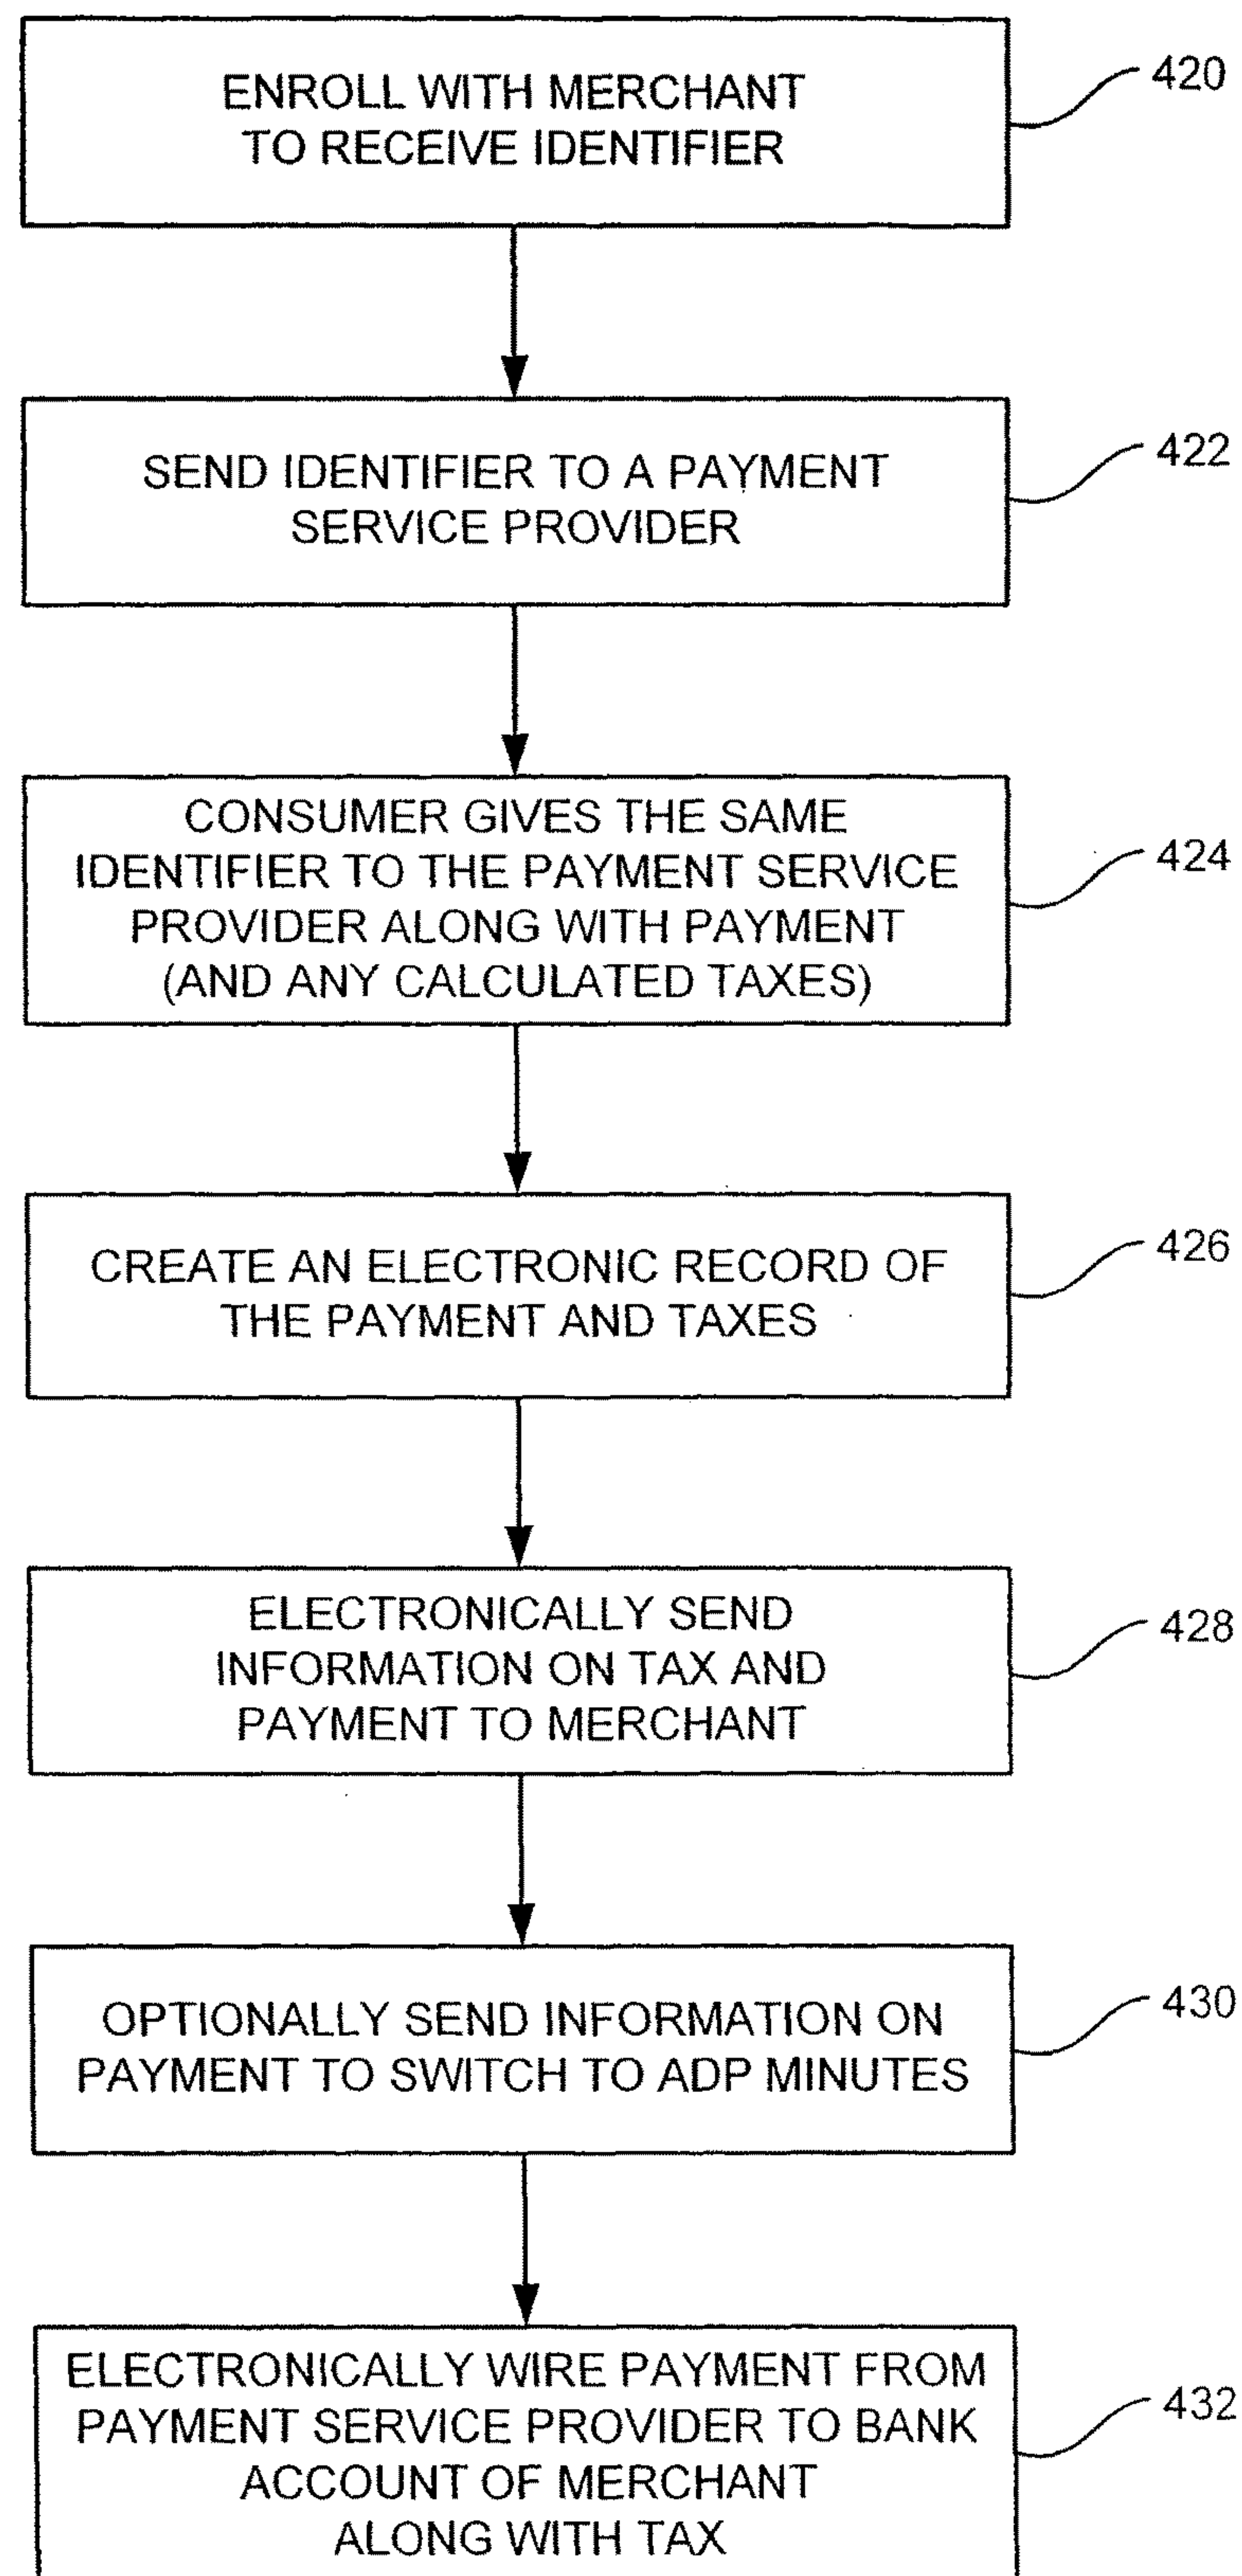 ENROLL WITH MERCHANT
TO RECEIVE IDENTIFIER
420
SEND IDENTIFIER TO A PAYMENT
SERVICE PROVIDER
422
CONSUMER GIVES THE SAME
IDENTIFIER TO THE PAYMENT SERVICE
PROVIDER ALONG WITH PAYMENT
(AND ANY CALCULATED TAXES)
424
CREATE AN ELECTRONIC RECORD OF
THE PAYMENT AND TAXES
426
ELECTRONICALLY SEND
INFORMATION ON TAX AND
PAYMENT TO MERCHANT
428
OPTIONALLY SEND INFORMATION ON
PAYMENT TO SWITCH TO ADP MINUTES
430
ELECTRONICALLY WIRE PAYMENT FROM
PAYMENT SERVICE PROVIDER TO BANK
ACCOUNT OF MERCHANT
ALONG WITH TAX
432